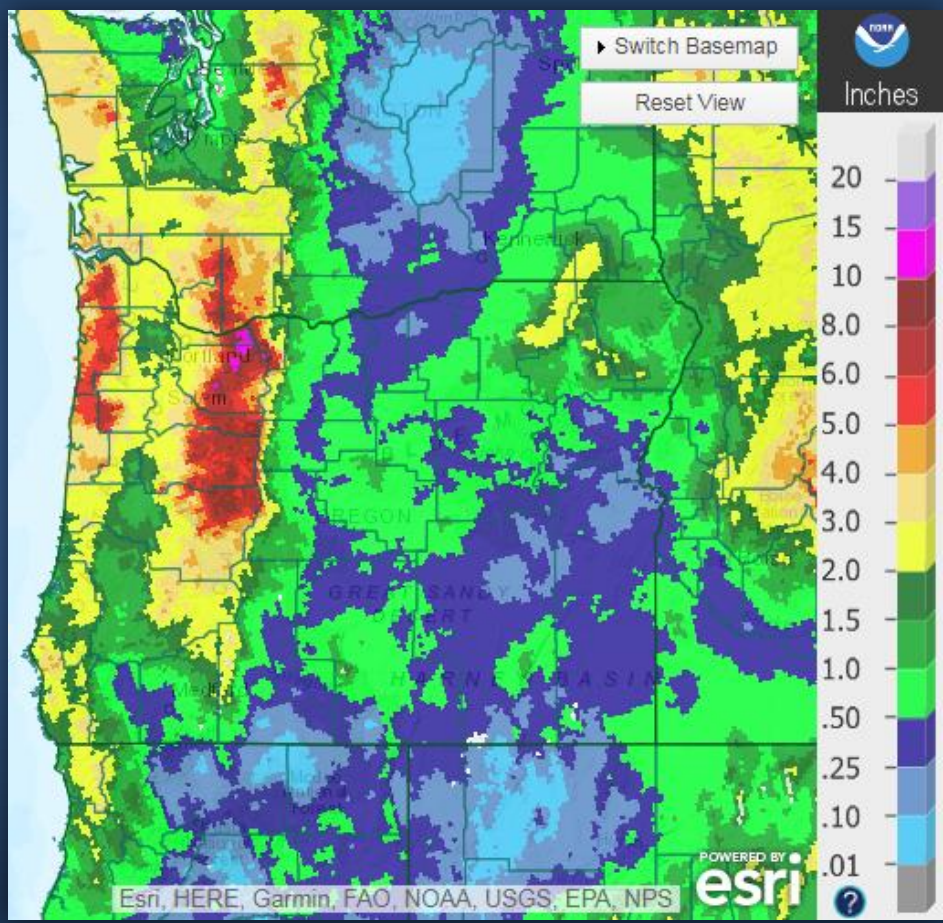 Switch Basemap
Reset View
NOAA
Inches
20
15
10
8.0
6.0
5.0
4.0
3.0
2.0
1.5
1.0
.50
.25
.10
.01
Kennewick
Portland
Salem
OREGON
GREAT SANDY
DESERT
HARNEY BASIN
Medford
POWERED BY
esri
Esri, HERE, Garmin, FAO, NOAA, USGS, EPA, NPS
?